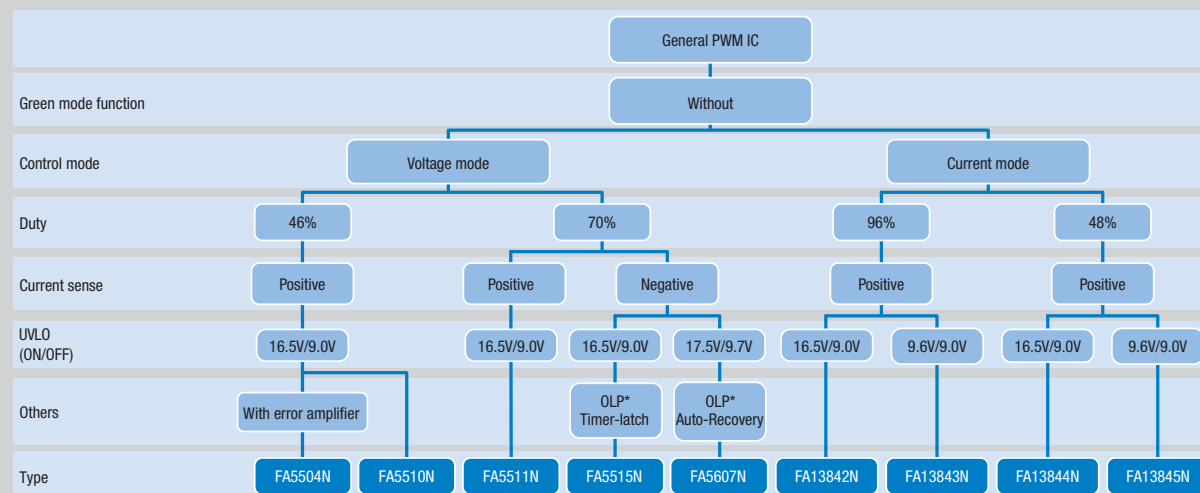 General PWM IC
Green mode function
Without
Control mode
Voltage mode
Current mode
Duty
46%
70%
96%
48%
Current sense
Positive
Positive
Negative
Positive
Positive
UVLO
(ON/OFF)
16.5V/9.0V
16.5V/9.0V
16.5V/9.0V
17.5V/9.7V
16.5V/9.0V
9.6V/9.0V
16.5V/9.0V
9.6V/9.0V
Others
With error amplifier
OLP*
Timer-latch
OLP*
Auto-Recovery
Type
FA5504N
FA5510N
FA5511N
FA5515N
FA5607N
FA13842N
FA13843N
FA13844N
FA13845N